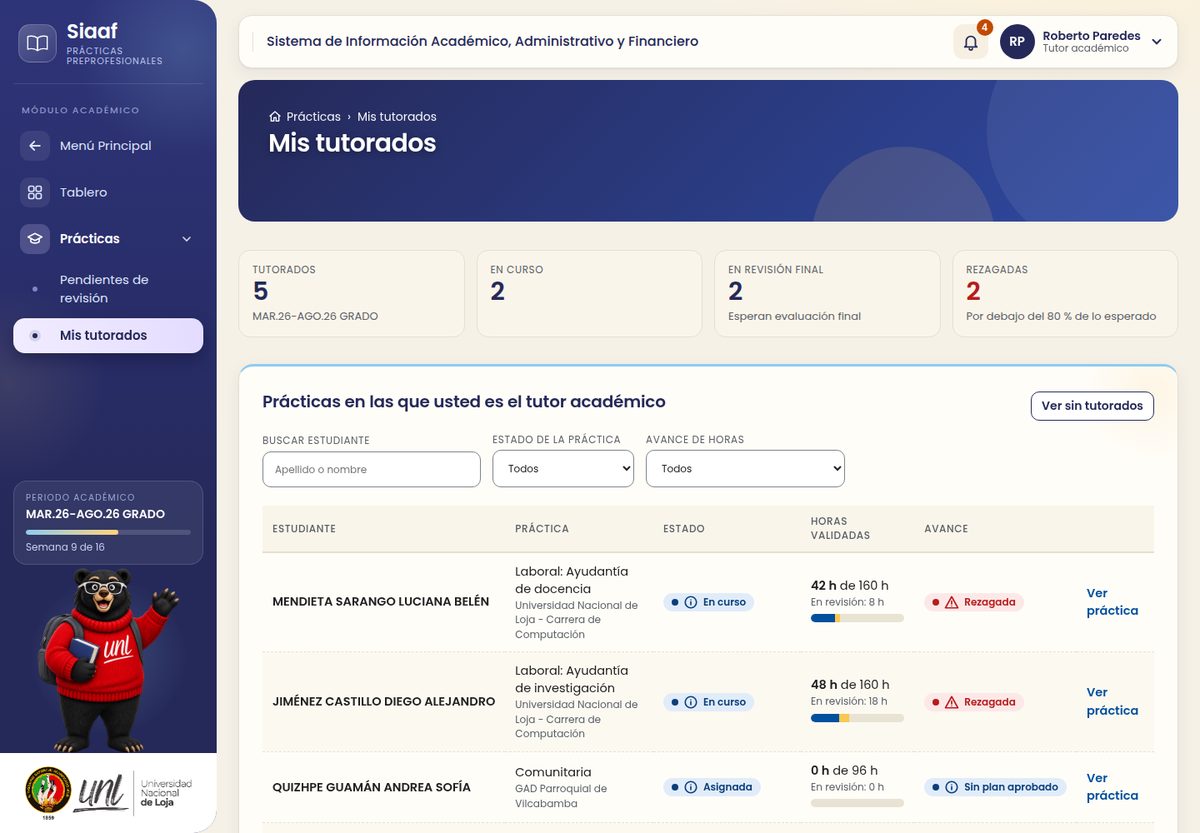 Siaaf
PRÁCTICAS
PREPROFESIONALES
MÓDULO ACADÉMICO
Menú Principal
Tablero
Prácticas
Pendientes de
revisión
Mis tutorados
PERIODO ACADÉMICO
MAR.26-AGO.26 GRADO
Semana 9 de 16
unl
1859
unl
Universidad
Nacional
de Loja
Sistema de Información Académico, Administrativo y Financiero
4
RP
Roberto Paredes
Tutor académico
Prácticas › Mis tutorados
Mis tutorados
TUTORADOS
5
MAR.26-AGO.26 GRADO
EN CURSO
2
EN REVISIÓN FINAL
2
Esperan evaluación final
REZAGADAS
2
Por debajo del 80 % de lo esperado
Prácticas en las que usted es el tutor académico
Ver sin tutorados
BUSCAR ESTUDIANTE
Apellido o nombre
ESTADO DE LA PRÁCTICA
Todos
AVANCE DE HORAS
Todos
ESTUDIANTE
PRÁCTICA
ESTADO
HORAS
VALIDADAS
AVANCE
MENDIETA SARANGO LUCIANA BELÉN
Laboral: Ayudantía
de docencia
Universidad Nacional de
Loja - Carrera de
Computación
En curso
42 h de 160 h
En revisión: 8 h
Rezagada
Ver
práctica
JIMÉNEZ CASTILLO DIEGO ALEJANDRO
Laboral: Ayudantía
de investigación
Universidad Nacional de
Loja - Carrera de
Computación
En curso
48 h de 160 h
En revisión: 18 h
Rezagada
Ver
práctica
QUIZHPE GUAMÁN ANDREA SOFÍA
Comunitaria
GAD Parroquial de
Vilcabamba
Asignada
0 h de 96 h
En revisión: 0 h
Sin plan aprobado
Ver
práctica